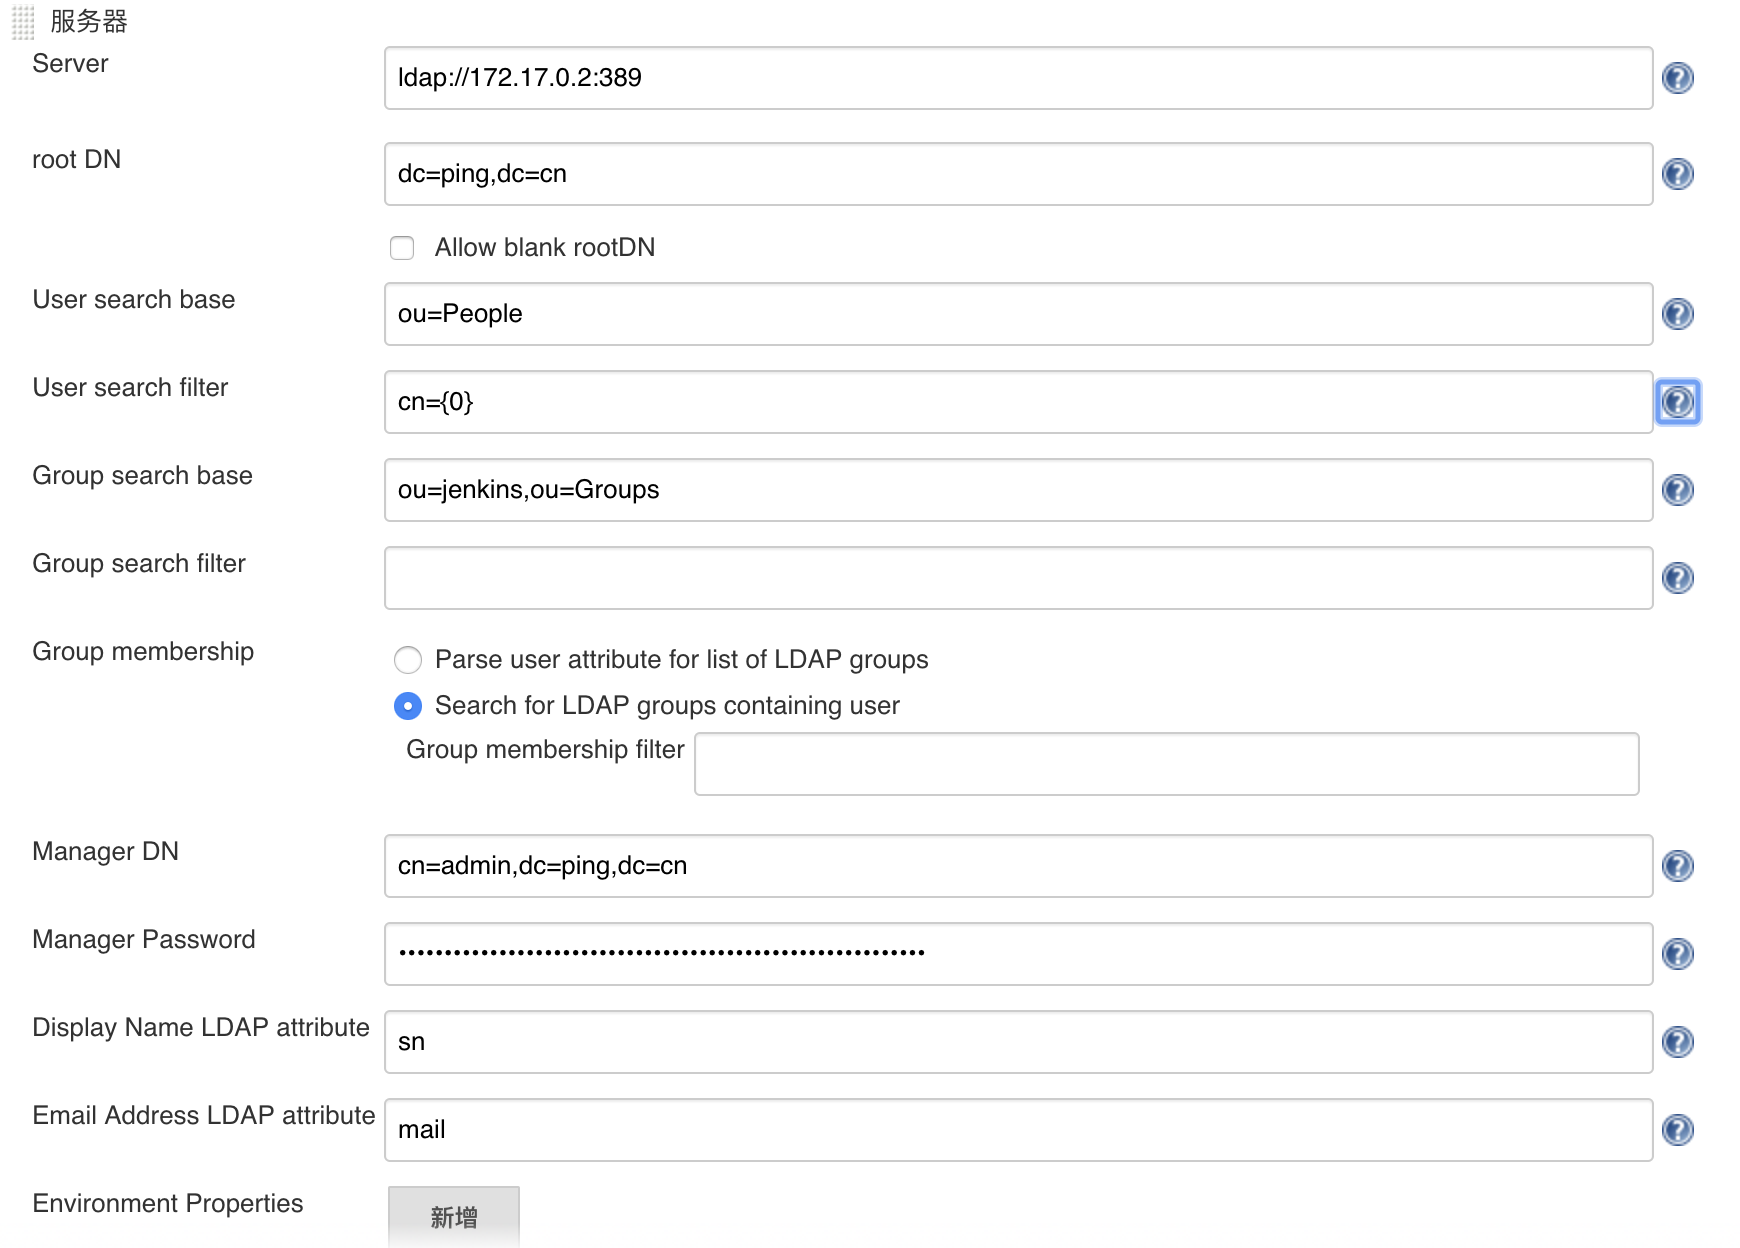 服务器
Server
ldap://172.17.0.2:389
root DN
dc=ping,dc=cn
Allow blank rootDN
User search base
ou=People
User search filter
cn={0}
Group search base
ou=jenkins,ou=Groups
Group search filter
Group membership
Parse user attribute for list of LDAP groups
Search for LDAP groups containing user
Group membership filter
Manager DN
cn=admin,dc=ping,dc=cn
Manager Password
Display Name LDAP attribute
sn
Email Address LDAP attribute
mail
Environment Properties
新增